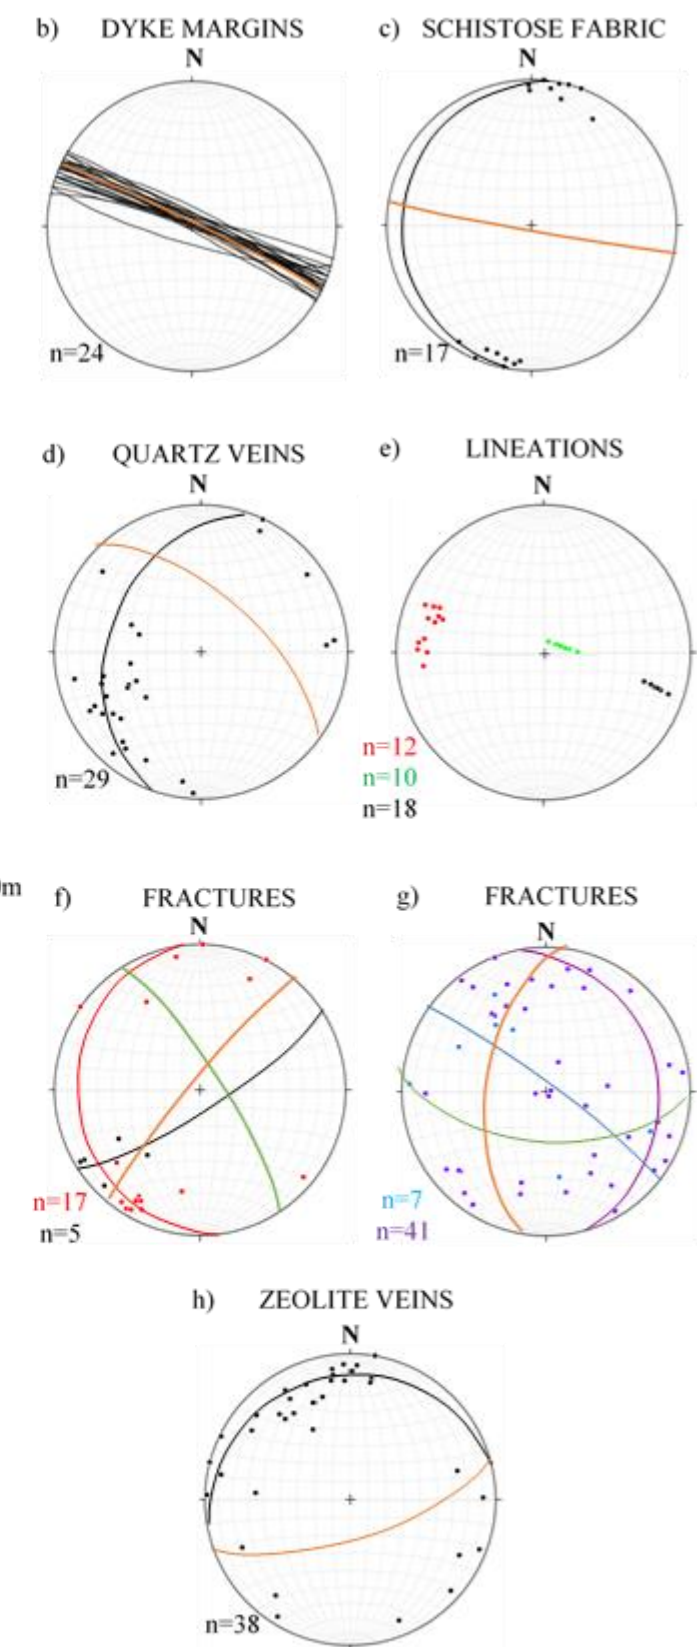 b) DYKE MARGINS
N
n=24
c) SCHISTOSE FABRIC
N
n=17
d) QUARTZ VEINS
N
n=29
e) LINEATIONS
N
n=12
n=10
n=18
m
f) FRACTURES
N
n=17
n=5
g) FRACTURES
N
n=7
n=41
h) ZEOLITE VEINS
N
n=38